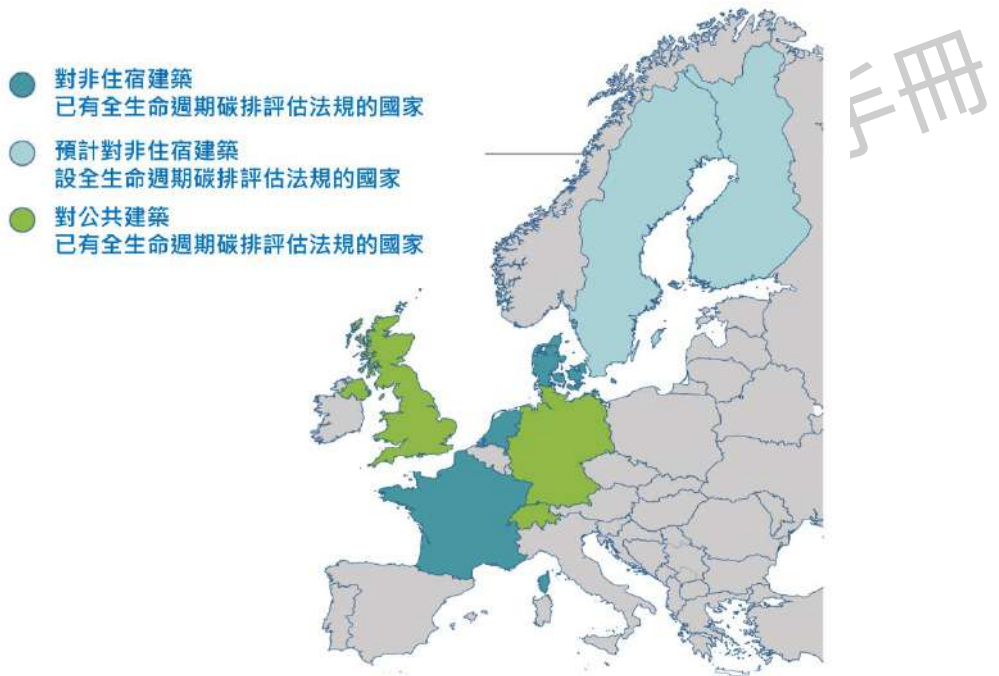 對非住宿建築
已有全生命週期碳排評估法規的國家
預計對非住宿建築
設全生命週期碳排評估法規的國家
對公共建築
已有全生命週期碳排評估法規的國家
手冊